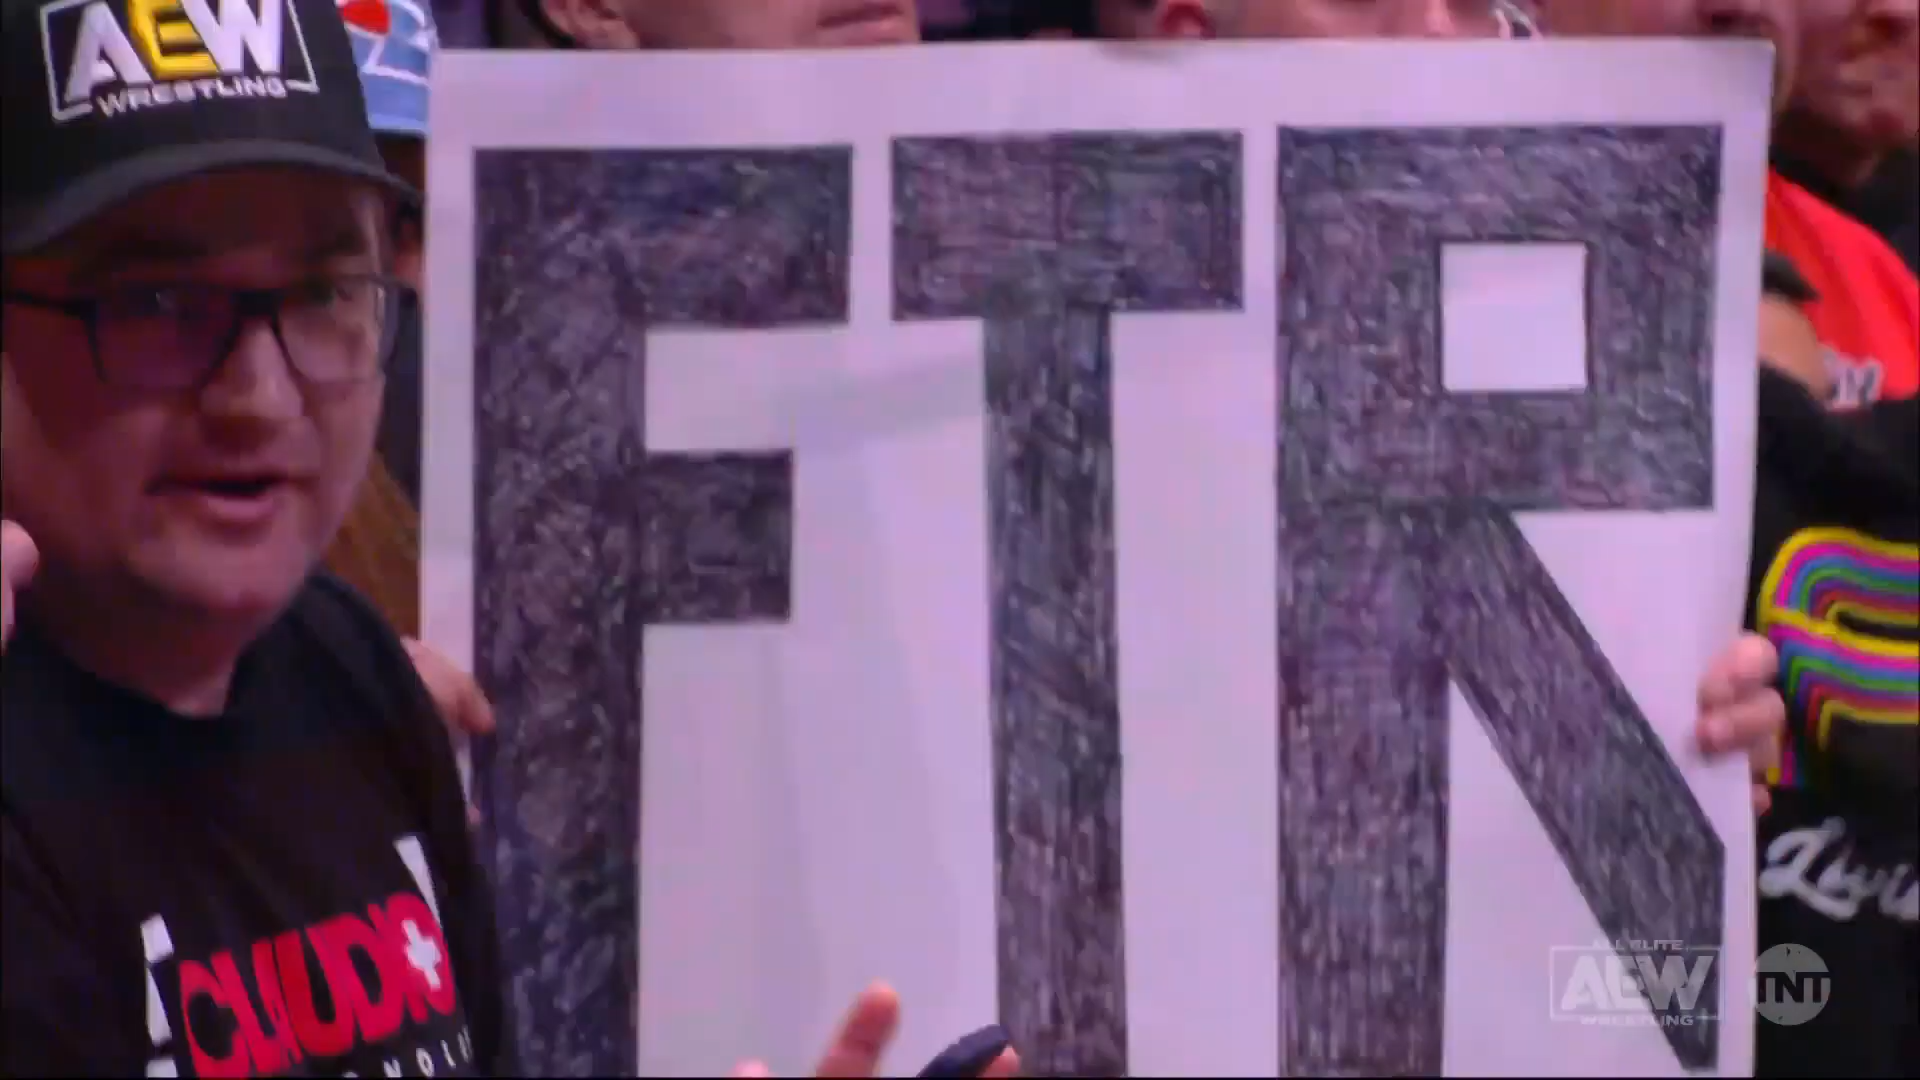 AEW
WRESTLING
FTR
CLAUDIO
ALL ELITE
AEW
WRESTLING
TNT